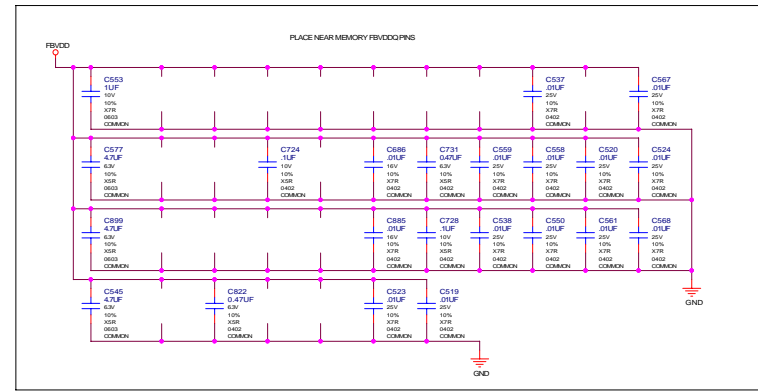 PLACE NEAR MEMORY FBVDDQ PINS
FBVDD
C553
1UF
10V
10%
X7R
0603
COMMON
C537
.01UF
25V
10%
X7R
0402
COMMON
C567
.01UF
25V
10%
X7R
0402
COMMON
C577
4.7UF
6.3V
10%
X5R
0603
COMMON
C724
.1UF
10V
10%
X5R
0402
COMMON
C686
.01UF
16V
10%
X7R
0402
COMMON
C731
0.47UF
6.3V
10%
X5R
0402
COMMON
C559
.01UF
25V
10%
X7R
0402
COMMON
C558
.01UF
25V
10%
X7R
0402
COMMON
C520
.01UF
25V
10%
X7R
0402
COMMON
C524
.01UF
25V
10%
X7R
0402
COMMON
C899
4.7UF
6.3V
10%
X5R
0603
COMMON
C885
.01UF
16V
10%
X7R
0402
COMMON
C728
.1UF
10V
10%
X5R
0402
COMMON
C538
.01UF
25V
10%
X7R
0402
COMMON
C550
.01UF
25V
10%
X7R
0402
COMMON
C561
.01UF
25V
10%
X7R
0402
COMMON
C568
.01UF
25V
10%
X7R
0402
COMMON
C545
4.7UF
6.3V
10%
X5R
0603
COMMON
C822
0.47UF
6.3V
10%
X5R
0402
COMMON
C523
.01UF
25V
10%
X7R
0402
COMMON
C519
.01UF
25V
10%
X7R
0402
COMMON
GND
GND